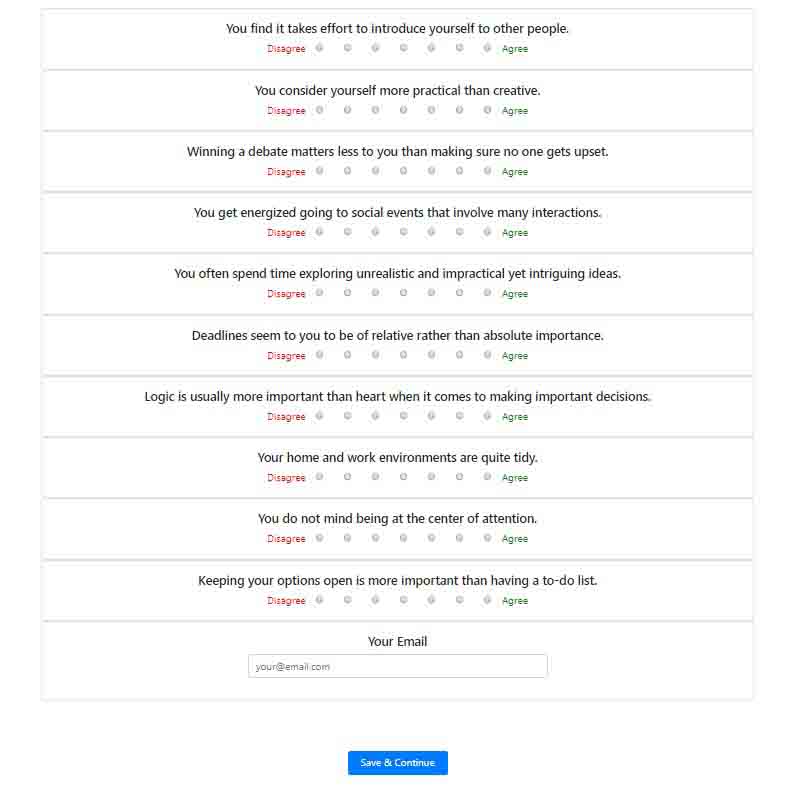 You find it takes effort to introduce yourself to other people.
Disagree Agree
You consider yourself more practical than creative.
Disagree Agree
Winning a debate matters less to you than making sure no one gets upset.
Disagree Agree
You get energized going to social events that involve many interactions.
Disagree Agree
You often spend time exploring unrealistic and impractical yet intriguing ideas.
Disagree Agree
Deadlines seem to you to be of relative rather than absolute importance.
Disagree Agree
Logic is usually more important than heart when it comes to making important decisions.
Disagree Agree
Your home and work environments are quite tidy.
Disagree Agree
You do not mind being at the center of attention.
Disagree Agree
Keeping your options open is more important than having a to-do list.
Disagree Agree
Your Email
your@email.com
Save & Continue